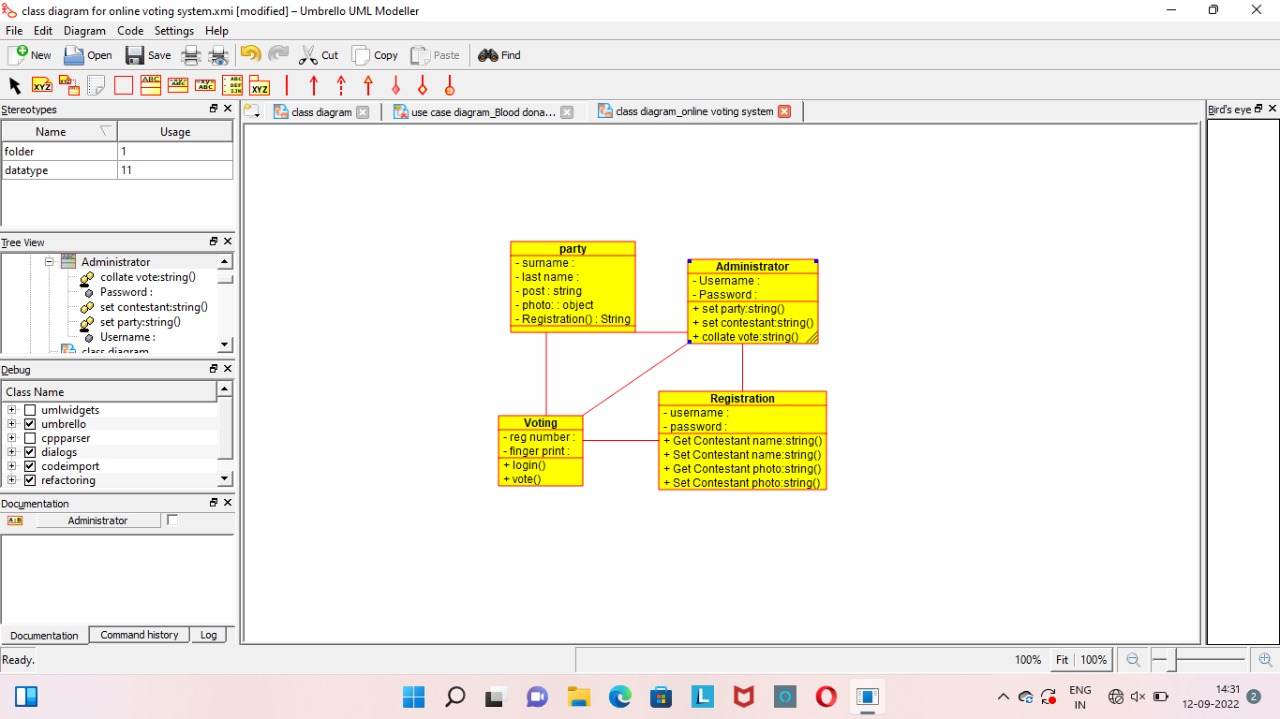 class diagram for online voting system.xmi [modified] – Umbrello UML Modeller
File Edit Diagram Code Settings Help
New Open Save Cut Copy Paste Find
XYZ ABC XYZ
Stereotypes
Name Usage
folder 1
datatype 11
Tree View
Administrator
collate vote:string()
Password :
set contestant:string()
set party:string()
Username :
class diagram
Debug
Class Name
umlwidgets
umbrello
cppparser
dialogs
codeimport
refactoring
Documentation
Administrator
Documentation Command history Log
class diagram use case diagram_Blood dona... class diagram_online voting system
party
- surname :
- last name :
- post : string
- photo: : object
- Registration() : String
Administrator
- Username :
- Password :
+ set party:string()
+ set contestant:string()
+ collate vote:string()
Voting
- reg number :
- finger print :
+ login()
+ vote()
Registration
- username :
- password :
+ Get Contestant name:string()
+ Set Contestant name:string()
+ Get Contestant photo:string()
+ Set Contestant photo:string()
Bird's eye
Ready.
100% Fit 100%
L
ENG
IN
14:31
12-09-2022
2